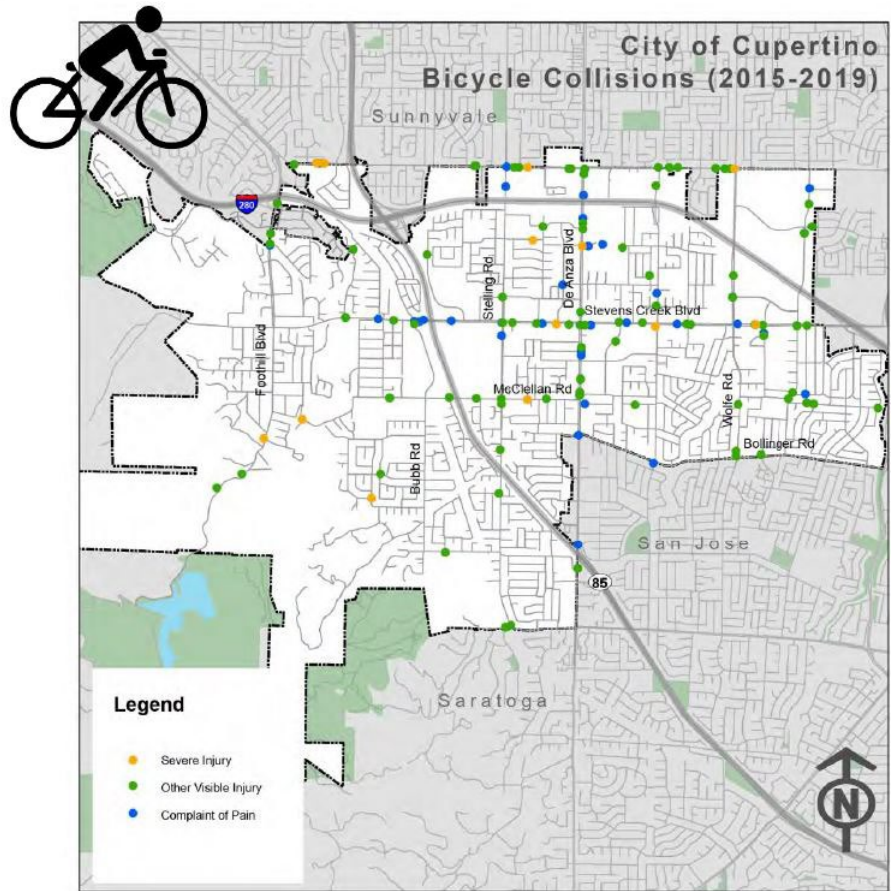 City of Cupertino
Bicycle Collisions (2015-2019)
Sunnyvale
280
Stelling Rd
De Anza Blvd
Stevens Creek Blvd
Foothill Blvd
McClellan Rd
Wolfe Rd
Bubb Rd
Bollinger Rd
San Jose
85
Saratoga
Legend
Severe Injury
Other Visible Injury
Complaint of Pain
N